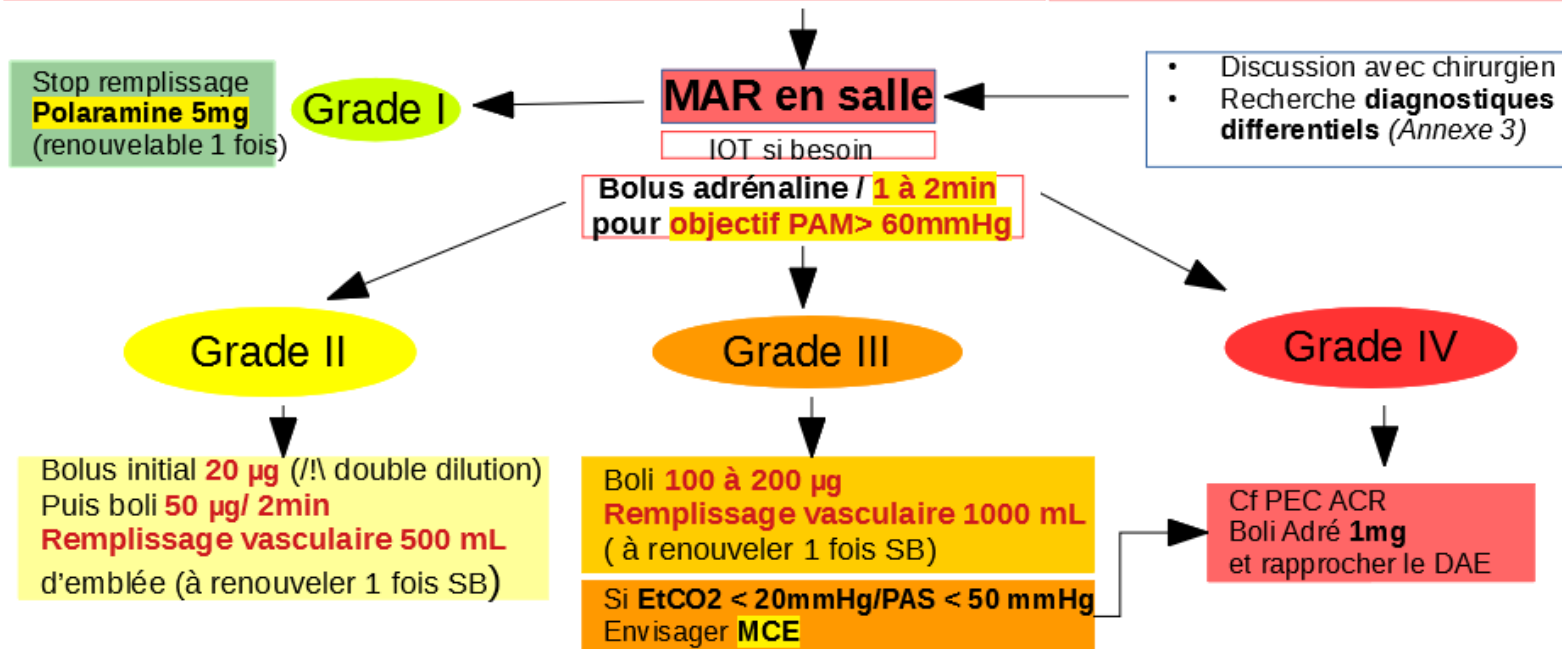 Stop remplissage
Polaramine 5mg
(renouvelable 1 fois)
Grade I
MAR en salle
IOT si besoin
Bolus adrénaline / 1 à 2min
pour objectif PAM> 60mmHg
• Discussion avec chirurgien
• Recherche diagnostiques
differentiels (Annexe 3)
Grade II
Grade III
Grade IV
Bolus initial 20 µg (/!\ double dilution)
Puis boli 50 µg/ 2min
Remplissage vasculaire 500 mL
d'emblée (à renouveler 1 fois SB)
Boli 100 à 200 µg
Remplissage vasculaire 1000 mL
( à renouveler 1 fois SB)
Si EtCO2 < 20mmHg/PAS < 50 mmHg
Envisager MCE
Cf PEC ACR
Boli Adré 1mg
et rapprocher le DAE